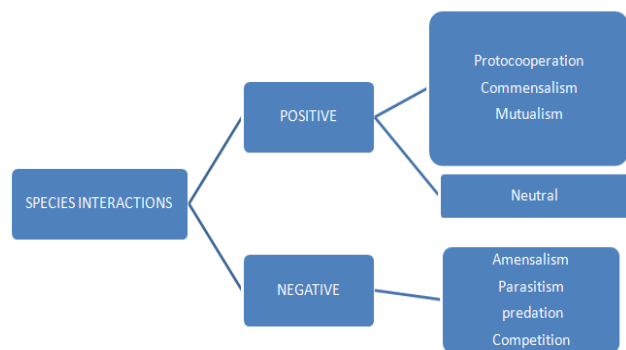 SPECIES INTERACTIONS
POSITIVE
Protocooperation
Commensalism
Mutualism
Neutral
NEGATIVE
Amensalism
Parasitism
predation
Competition